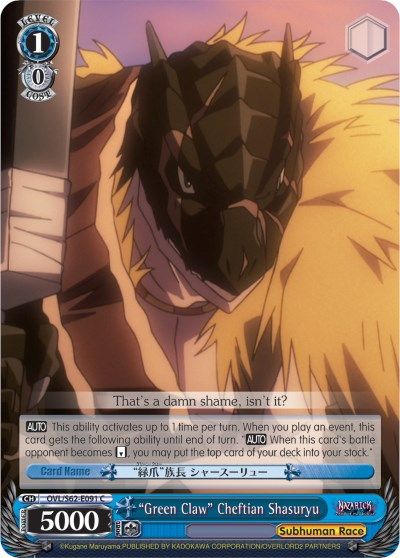 LEVEL
1
0
COST
That's a damn shame, isn't it?
AUTO This ability activates up to 1 time per turn. When you play an event, this
card gets the following ability until end of turn. "AUTO When this card's battle
opponent becomes [▼], you may put the top card of your deck into your stock."
Card Name
"緑爪"族長 シャースーリュー
CH OVL/S62-E091 C
5000
"Green Claw" Cheftian Shasuryu
NAZARICK
Subhuman Race
©Kugane Maruyama,PUBLISHED BY KADOKAWA CORPORATION/OVERLORD2 PARTNERS